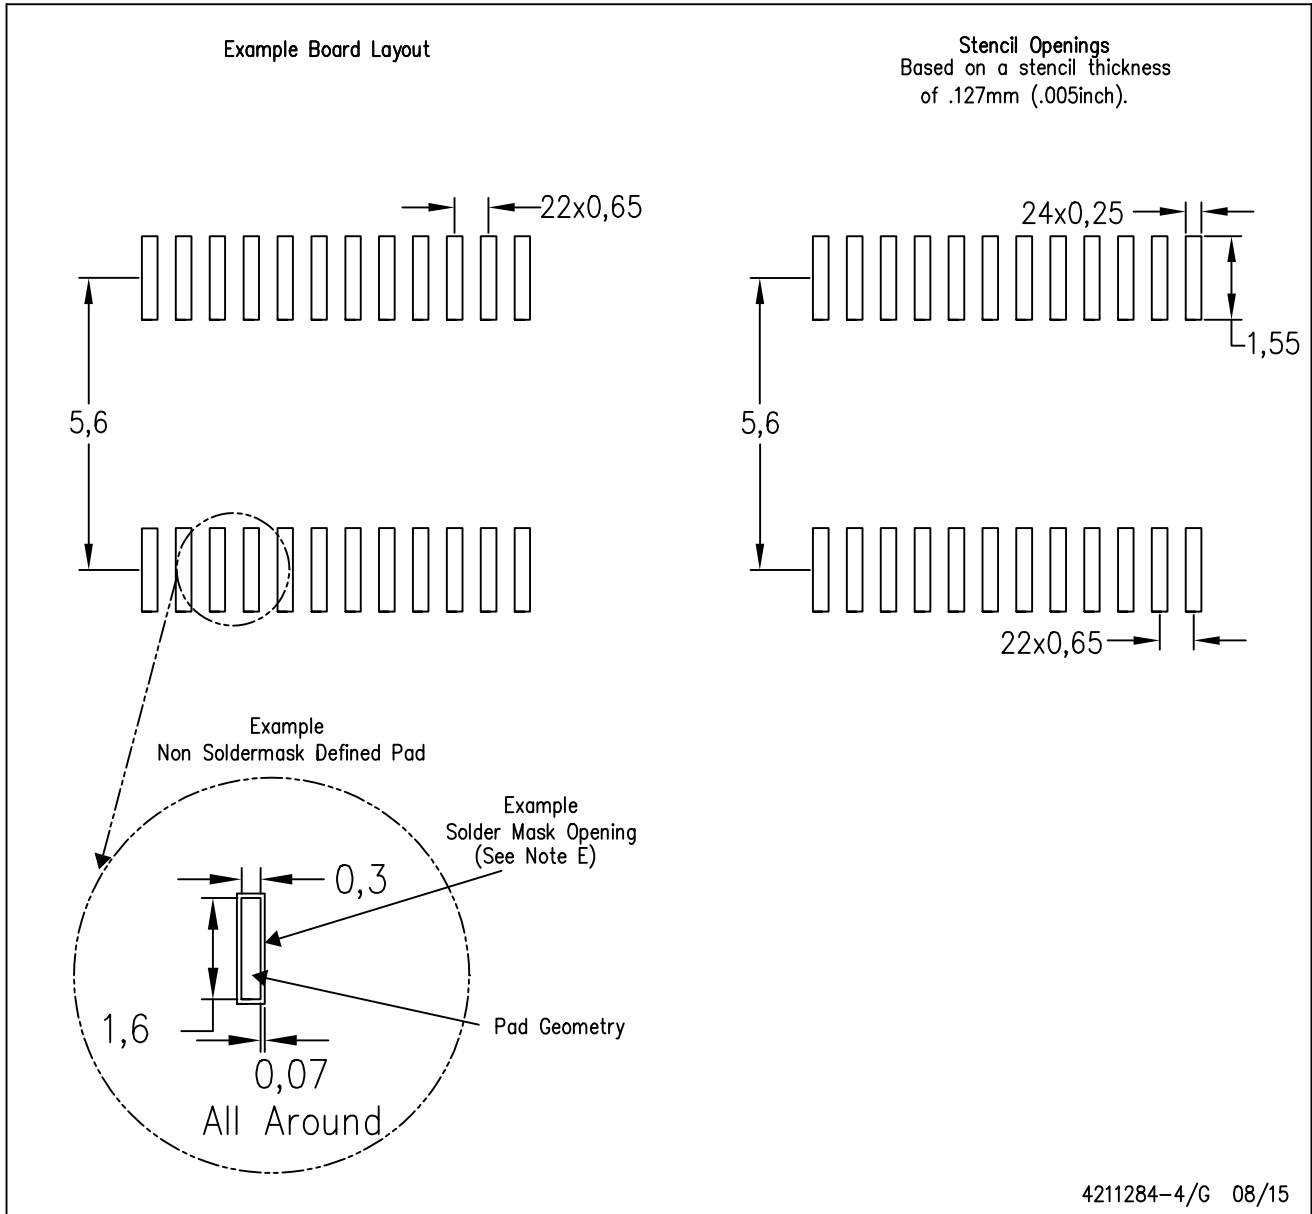 Example Board Layout
Stencil Openings
Based on a stencil thickness
of .127mm (.005inch).
22x0,65
24x0,25
1,55
5,6
5,6
22x0,65
Example
Non Soldermask Defined Pad
Example
Solder Mask Opening
(See Note E)
0,3
1,6
Pad Geometry
0,07
All Around
4211284-4/G 08/15